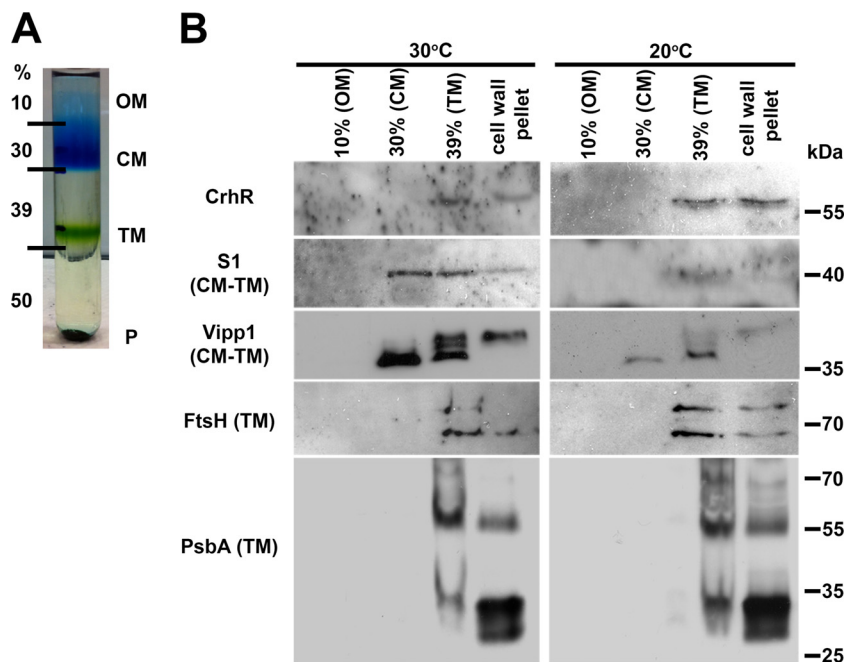 A
%
10
OM
30
CM
39
TM
50
P
B
30°C
20°C
10% (OM)
30% (CM)
39% (TM)
cell wall
pellet
10% (OM)
30% (CM)
39% (TM)
cell wall
pellet
kDa
CrhR
55
S1
(CM-TM)
40
Vipp1
(CM-TM)
35
FtsH (TM)
70
PsbA (TM)
70
55
35
25